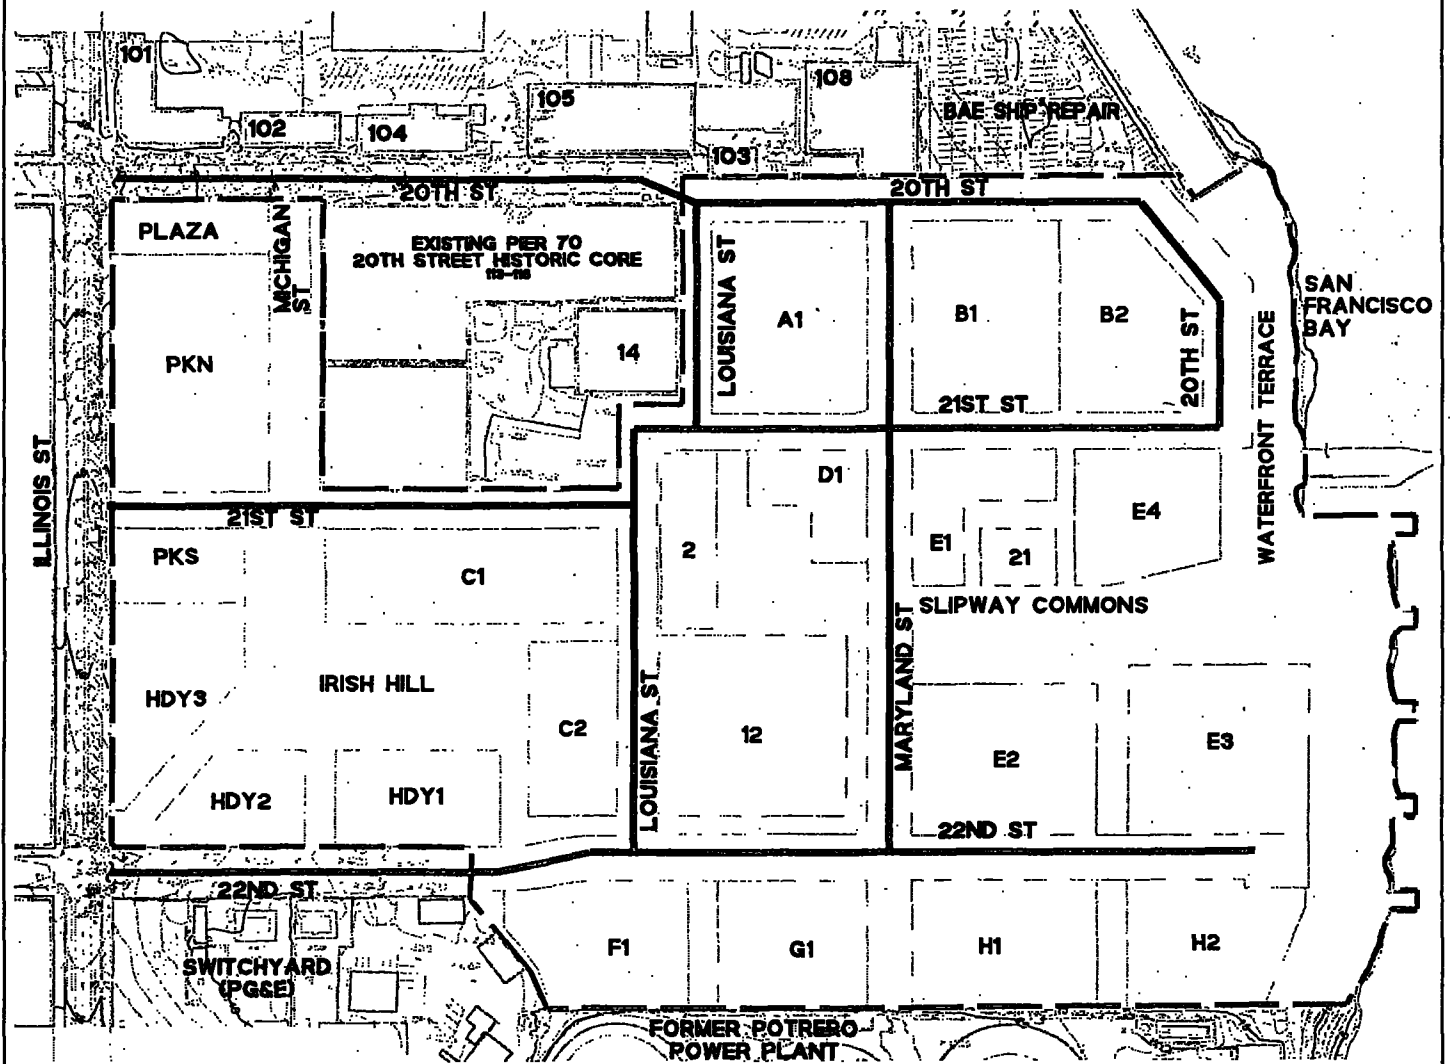 101
108
105
102
104
BAE SHIP REPAIR
103
20TH ST
20TH ST
PLAZA
MICHIGAN
ST
EXISTING PIER 70
20TH STREET HISTORIC CORE
113-116
LOUISIANA ST
SAN
FRANCISCO
BAY
A1
B1
B2
14
PKN
20TH ST
WATERFRONT TERRACE
21ST ST
ILLINOIS ST
D1
21ST ST
E4
PKS
2
E1
21
C1
SLIPWAY COMMONS
MARYLAND ST
IRISH HILL
HDY3
LOUISIANA ST
C2
12
E3
E2
HDY2
HDY1
22ND ST
22ND ST
F1
G1
H1
H2
SWITCHYARD
(PG&E)
FORMER POTRERO
POWER PLANT